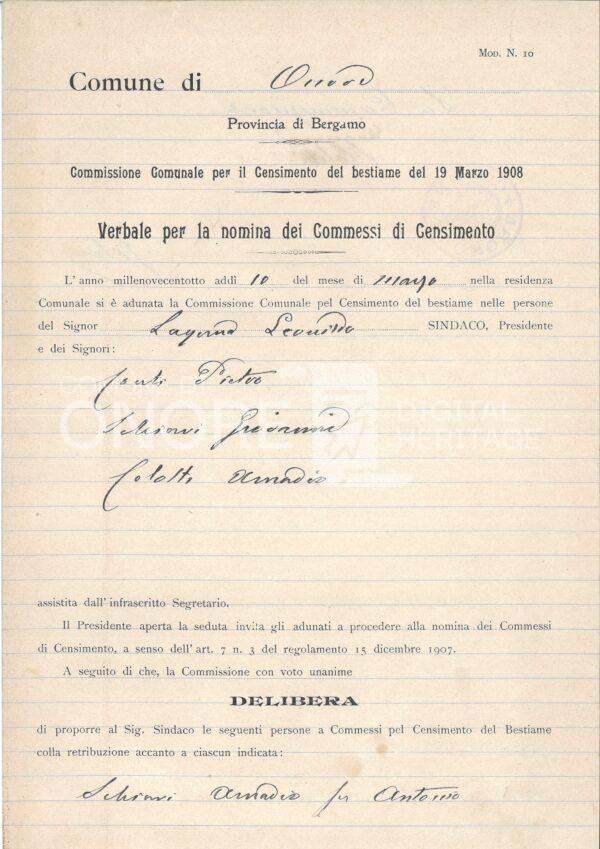 Mod. N. 10
Comune di Onore
Provincia di Bergamo
Commissione Comunale per il Censimento del bestiame del 19 Marzo 1908
Verbale per la nomina dei Commessi di Censimento
L'anno millenovecentotto addì 10 del mese di marzo nella residenza
Comunale si è adunata la Commissione Comunale pel Censimento del bestiame nelle persone
del Signor Leonildo SINDACO, Presidente
e dei Signori:
Conti Pietro
Schiavi Giovanni
Colotti Amadio
ONORE DIGITAL
HERITAGE
assistita dall'infrascritto Segretario.
Il Presidente aperta la seduta invita gli adunati a procedere alla nomina dei Commessi
di Censimento, a senso dell'art. 7 n. 3 del regolamento 15 dicembre 1907.
A seguito di che, la Commissione con voto unanime
DELIBERA
di proporre al Sig. Sindaco le seguenti persone a Commessi pel Censimento del Bestiame
colla retribuzione accanto a ciascun indicata:
Schiavi Amadio fu Antonio